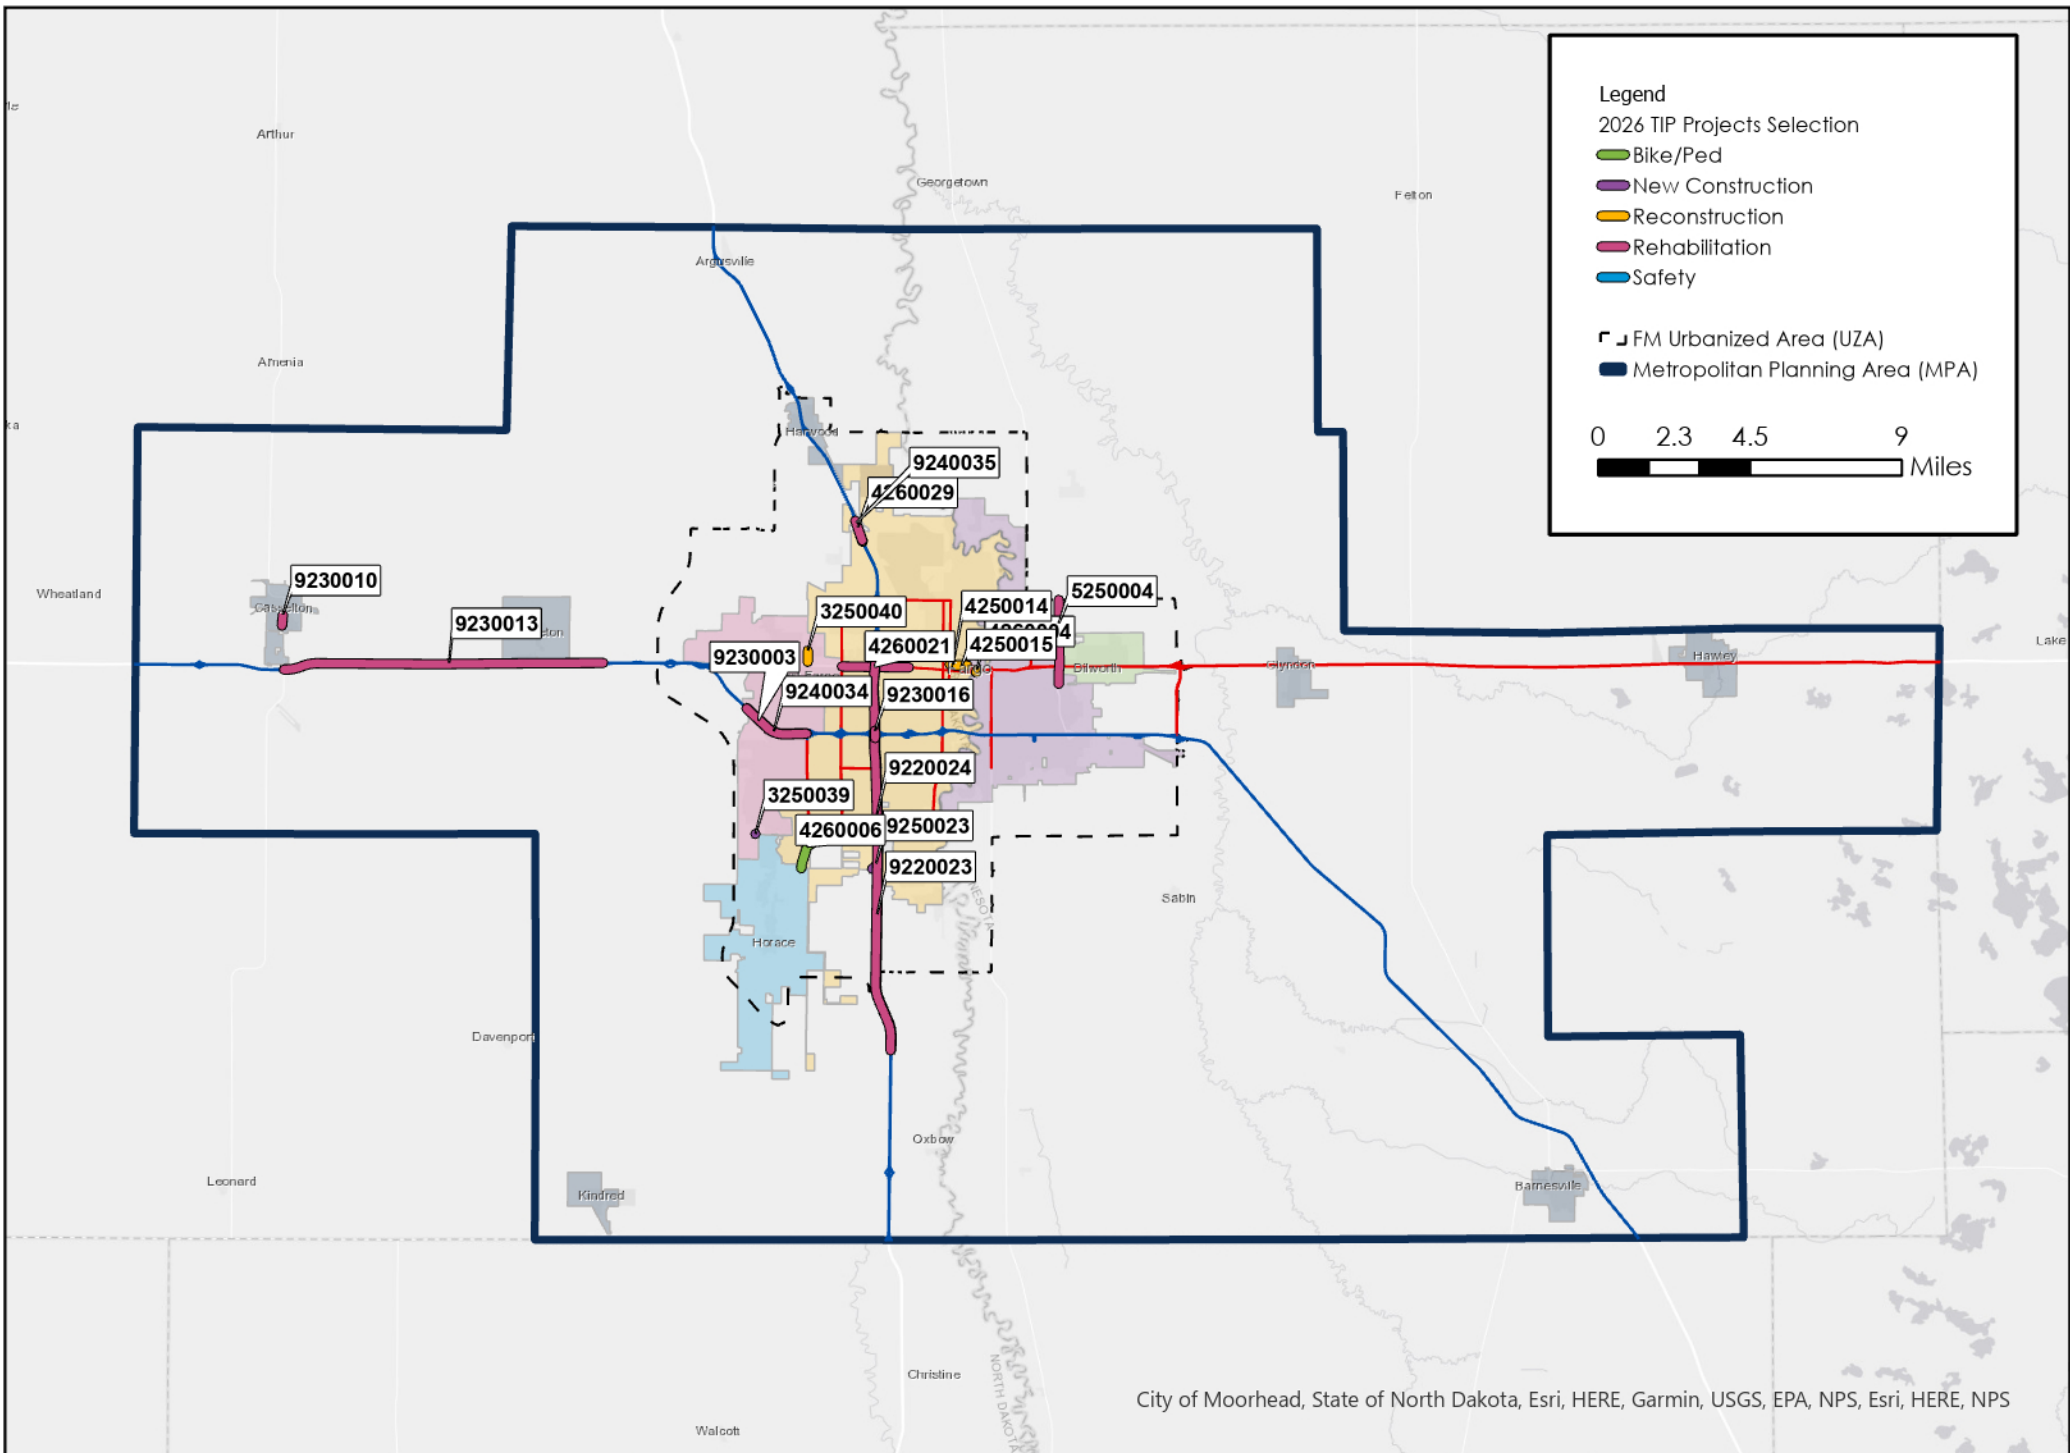 Legend
2026 TIP Projects Selection
Bike/Ped
New Construction
Reconstruction
Rehabilitation
Safety
FM Urbanized Area (UZA)
Metropolitan Planning Area (MPA)
0 2.3 4.5 9
Miles
Arthur
Georgetown
Felton
Argusville
Amenia
Harwood
9240035
4260029
Wheatland
9230010
Casselton
9230013
3250040
4250014
5250004
4260021
4250015
9230003
Dilworth
Glyndon
Hawley
Lake
9240034
9230016
9220024
3250039
4260006
9250023
9220023
Sabin
Horace
Davenport
Oxbow
Leonard
Kindred
Barnesville
Christine
NORTH DAKOTA
Walcott
City of Moorhead, State of North Dakota, Esri, HERE, Garmin, USGS, EPA, NPS, Esri, HERE, NPS